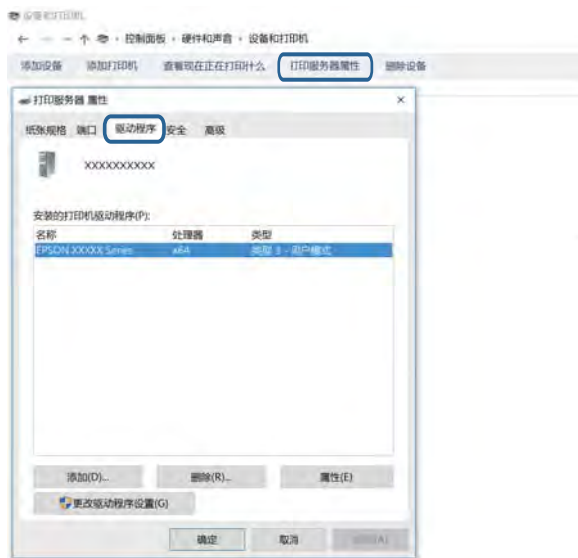 设备和打印机
控制面板 › 硬件和声音 › 设备和打印机
添加设备 添加打印机 查看现在正在打印什么 打印服务器属性 删除设备
打印服务器 属性
纸张规格 端口 驱动程序 安全 高级
XXXXXXXXXX
安装的打印机驱动程序(P):
名称 处理器 类型
EPSON XXXXX Series x64 类型 3 - 用户模式
添加(D)... 删除(R)... 属性(E)
更改驱动程序设置(G)
确定 取消 应用(A)